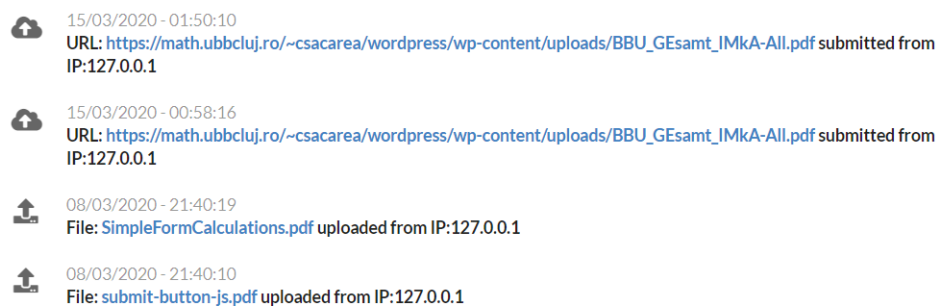 15/03/2020 - 01:50:10
URL: https://math.ubbcluj.ro/~csacarea/wordpress/wp-content/uploads/BBU_GEsamt_IMkA-All.pdf submitted from
IP:127.0.0.1
15/03/2020 - 00:58:16
URL: https://math.ubbcluj.ro/~csacarea/wordpress/wp-content/uploads/BBU_GEsamt_IMkA-All.pdf submitted from
IP:127.0.0.1
08/03/2020 - 21:40:19
File: SimpleFormCalculations.pdf uploaded from IP:127.0.0.1
08/03/2020 - 21:40:10
File: submit-button-js.pdf uploaded from IP:127.0.0.1